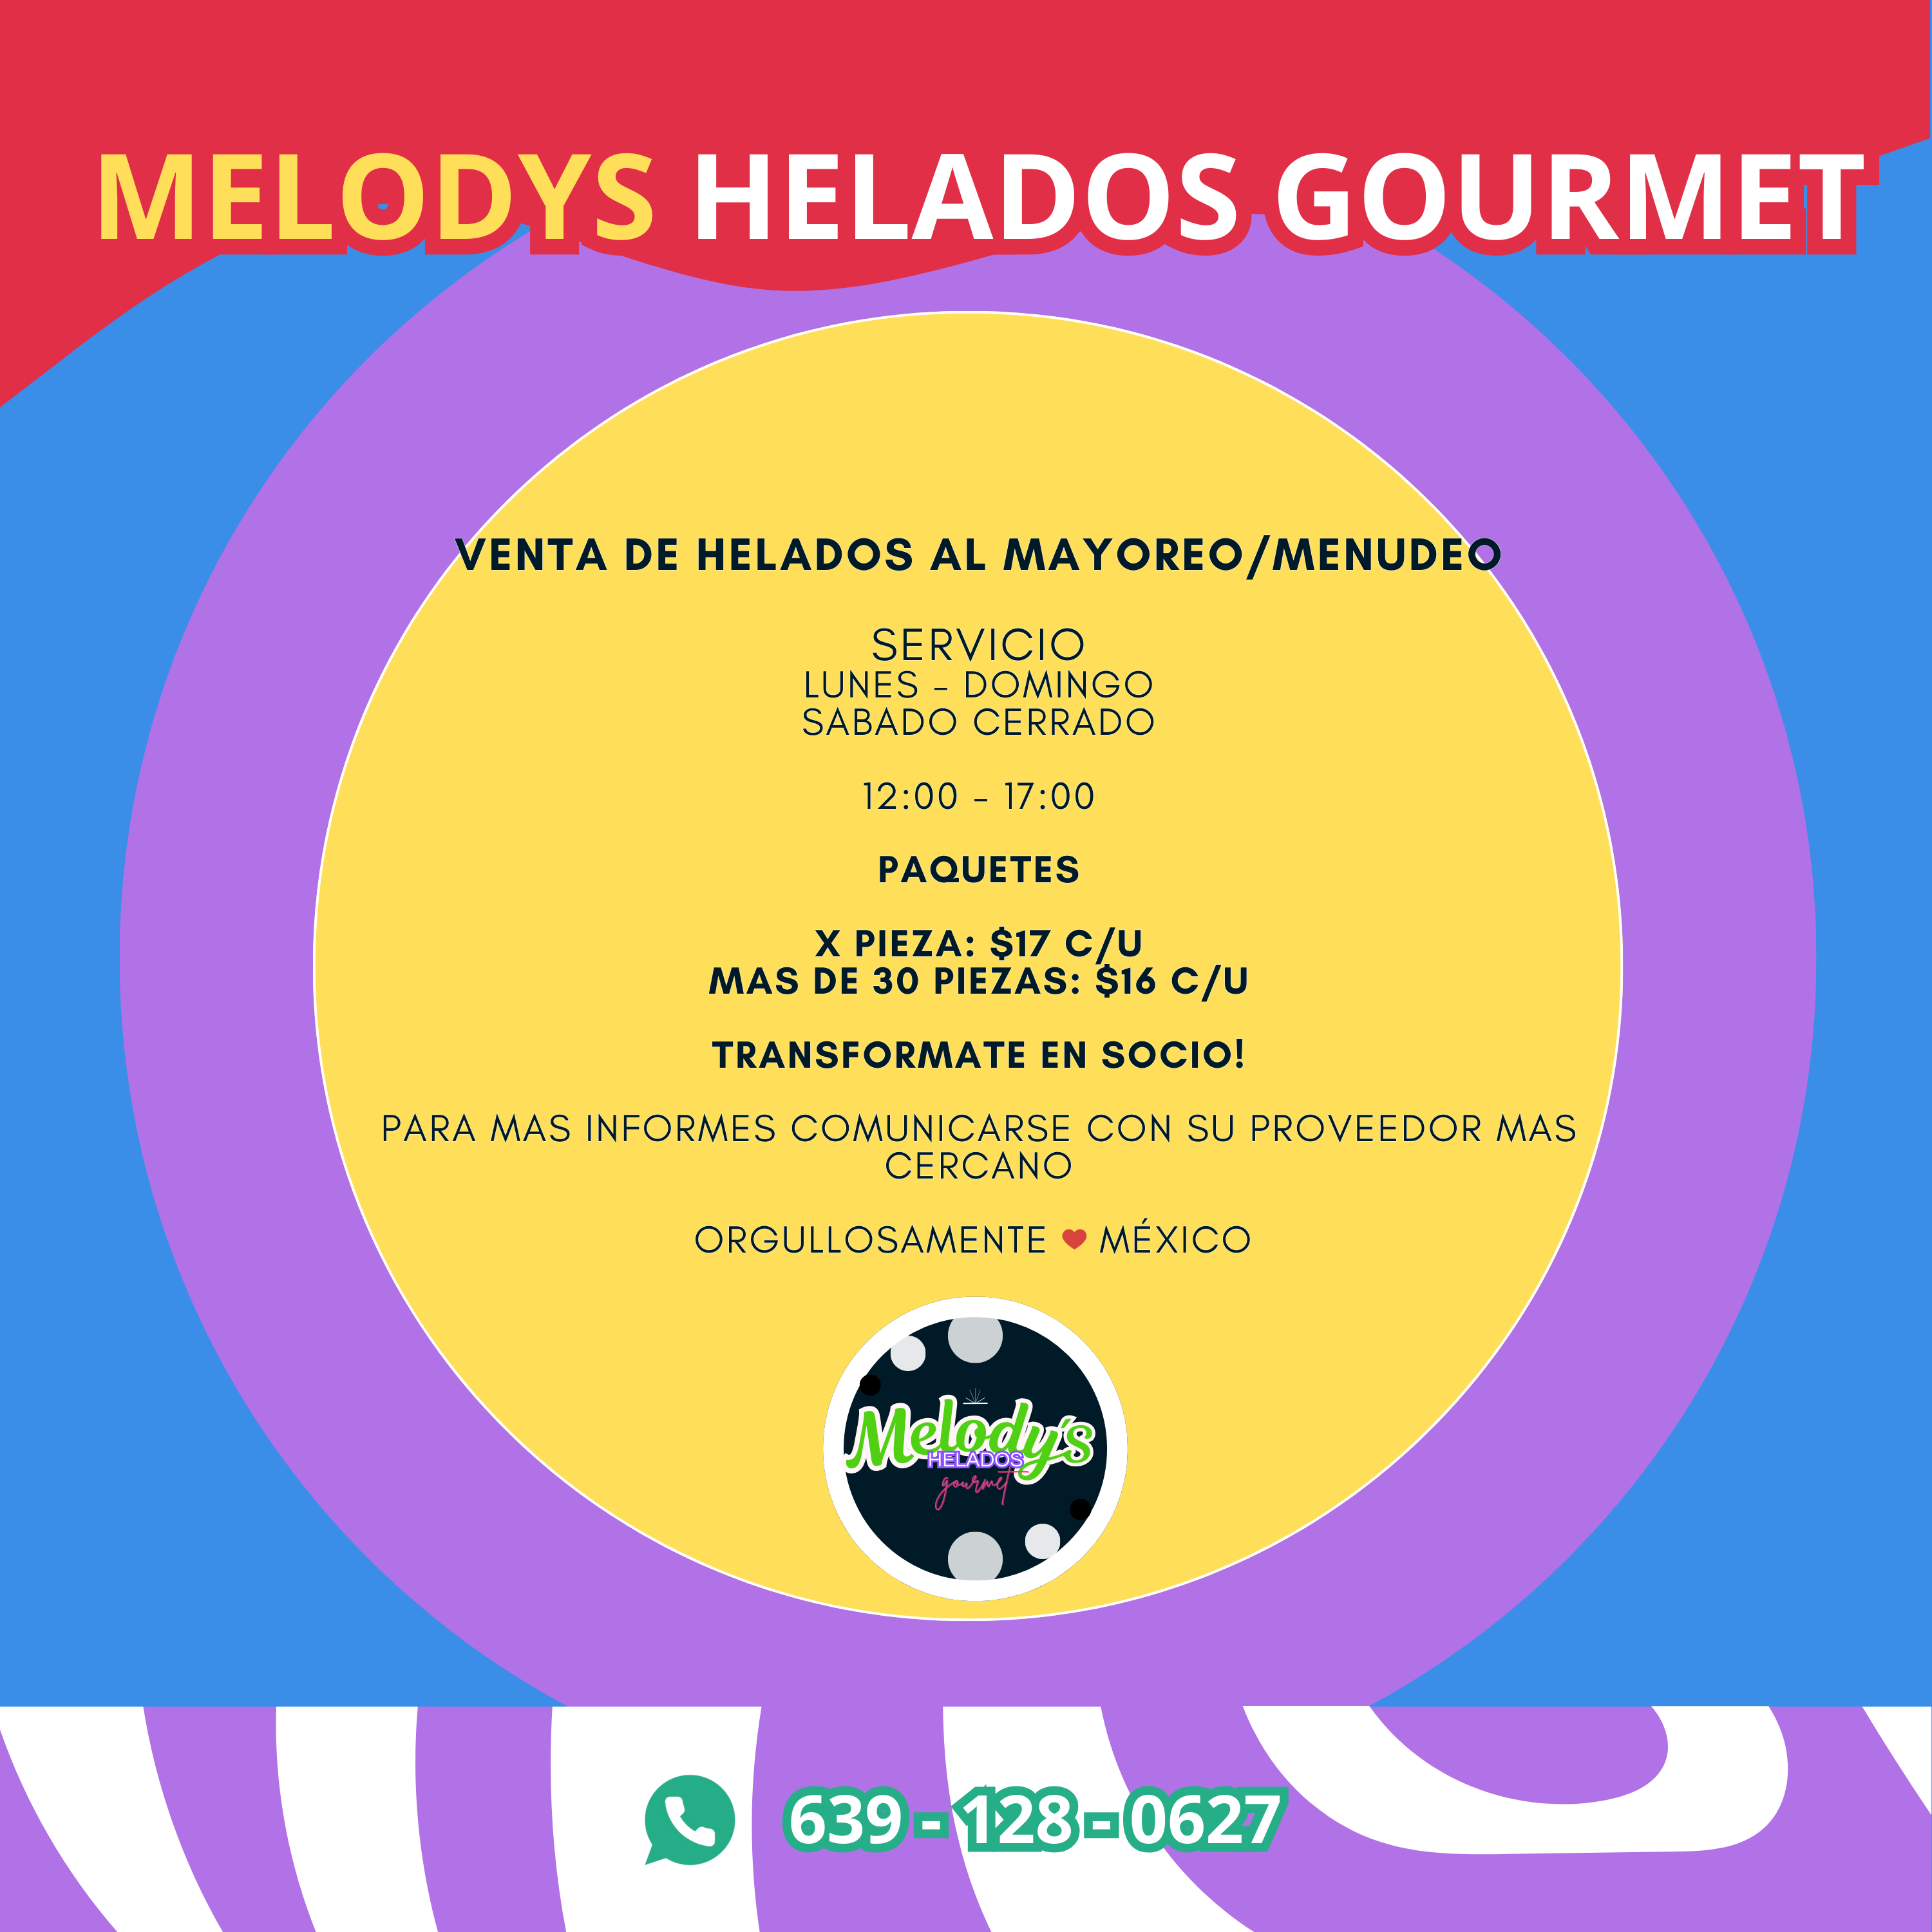 MELODYS HELADOS GOURMET
VENTA DE HELADOS AL MAYOREO/MENUDEO
SERVICIO
LUNES - DOMINGO
SABADO CERRADO
12:00 - 17:00
PAQUETES
X PIEZA: $17 C/U
MAS DE 30 PIEZAS: $16 C/U
TRANSFORMATE EN SOCIO!
PARA MAS INFORMES COMUNICARSE CON SU PROVEEDOR MAS
CERCANO
ORGULLOSAMENTE ❤ MÉXICO
Melody's
HELADOS
gourmet
639-128-0627